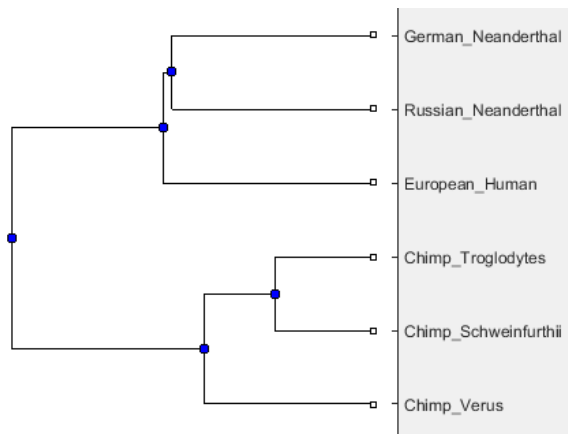 German_Neanderthal
Russian_Neanderthal
European_Human
Chimp_Troglodytes
Chimp_Schweinfurthii
Chimp_Verus